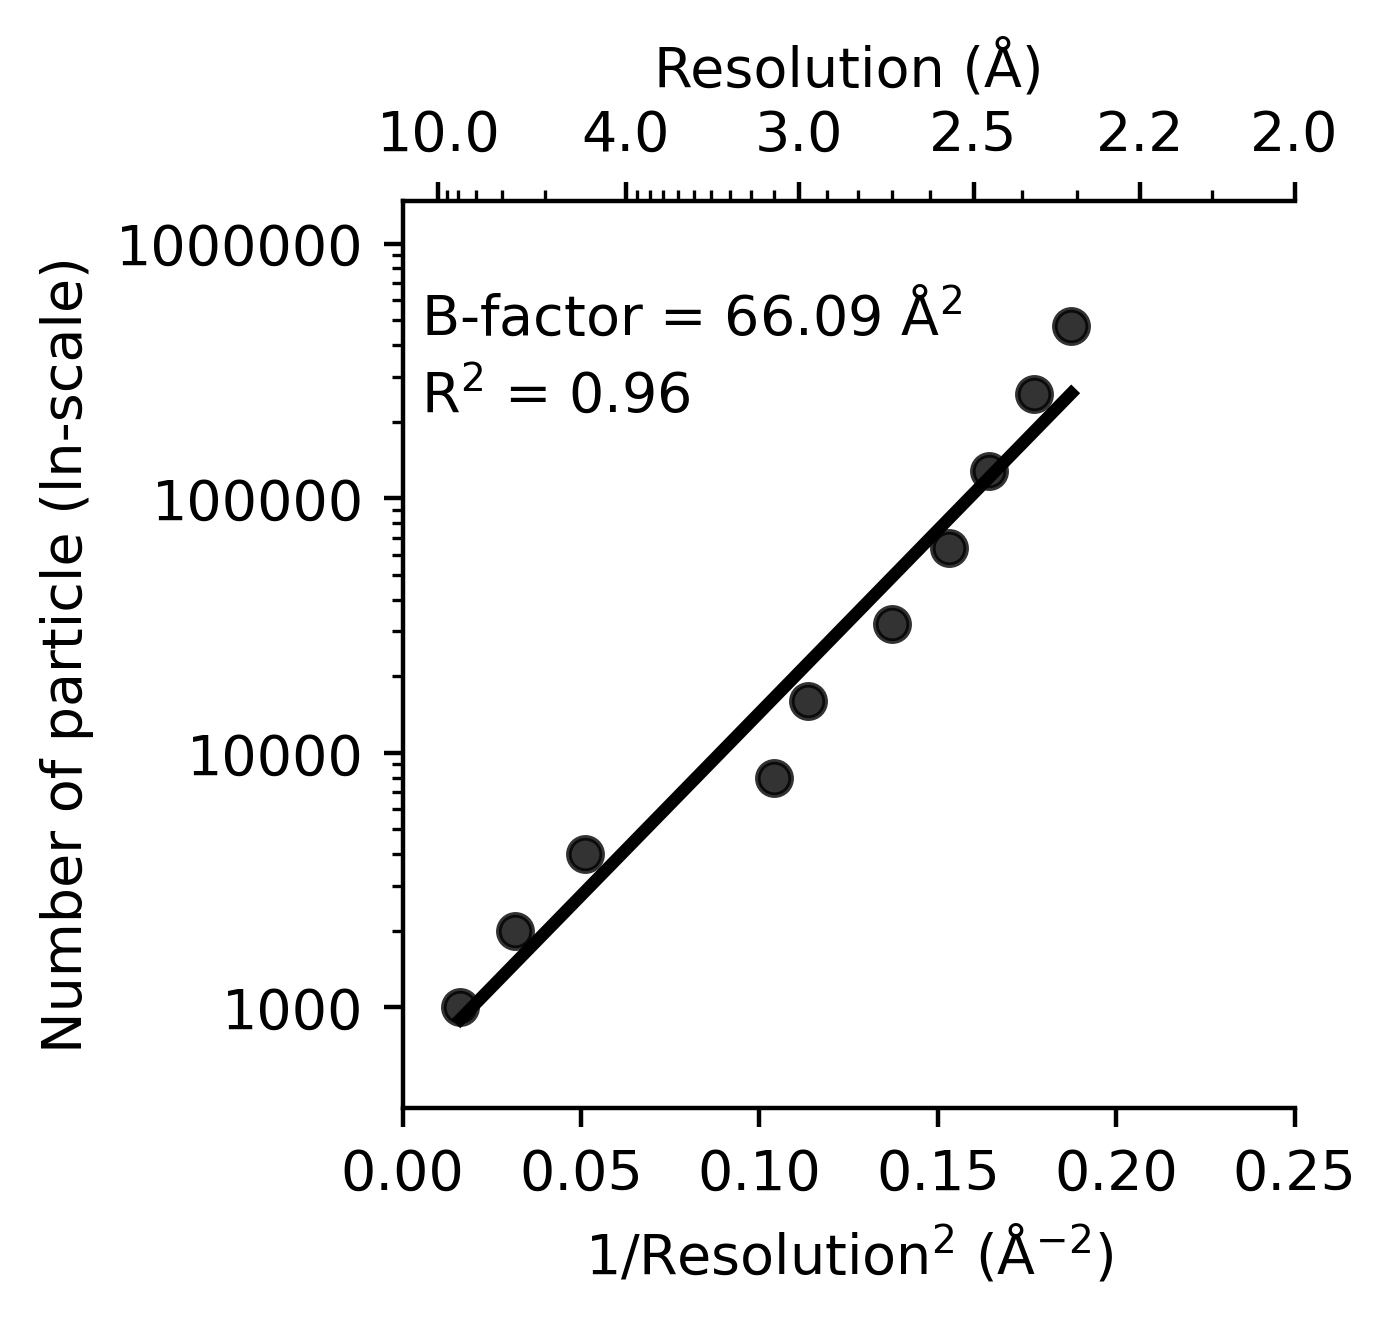 Resolution (Å)
10.0 4.0 3.0 2.5 2.2 2.0
1000000
100000
10000
1000
Number of particle (ln-scale)
B-factor = 66.09 Å²
R² = 0.96
0.00 0.05 0.10 0.15 0.20 0.25
1/Resolution² (Å⁻²)